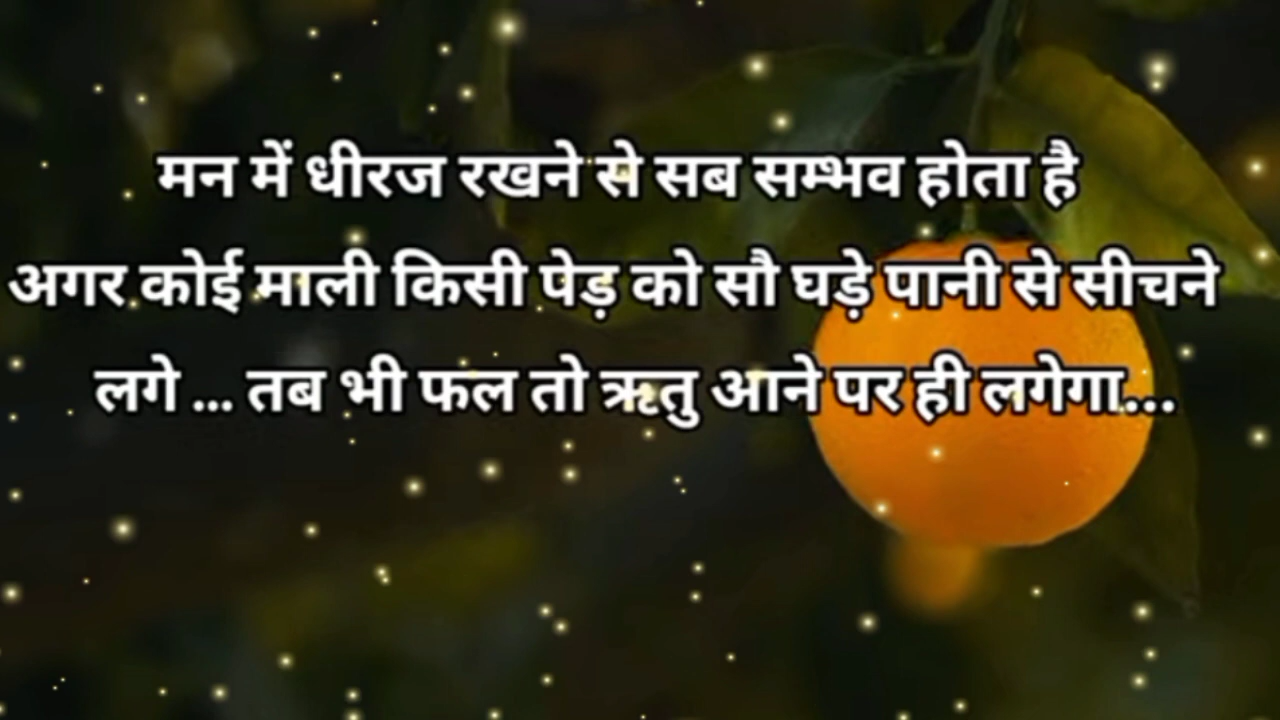 मन में धीरज रखने से सब सम्भव होता है
अगर कोई माली किसी पेड़ को सौ घड़े पानी से सीचने
लगे ... तब भी फल तो ऋतु आने पर ही लगेगा...